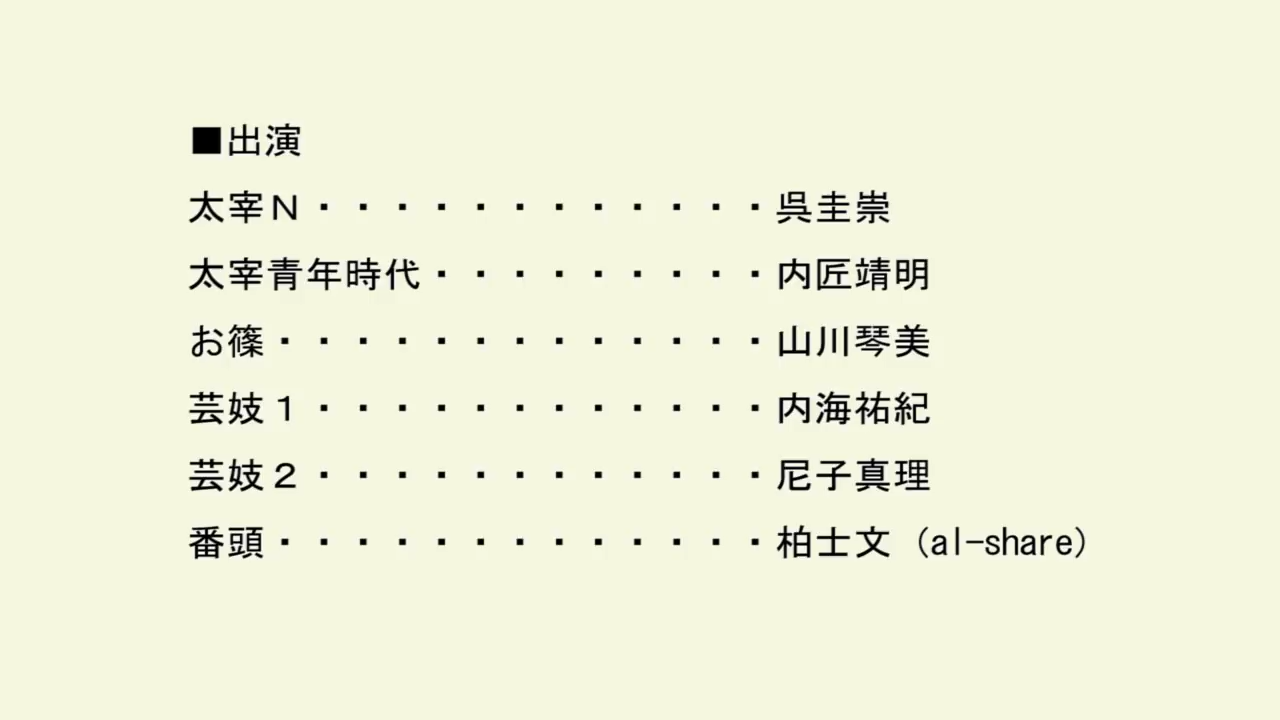 ■出演
太宰Ｎ・・・・・・・・・・・・呉圭崇
太宰青年時代・・・・・・・・・内匠靖明
お篠・・・・・・・・・・・・・山川琴美
芸妓１・・・・・・・・・・・・内海祐紀
芸妓２・・・・・・・・・・・・尼子真理
番頭・・・・・・・・・・・・・柏士文（al-share）